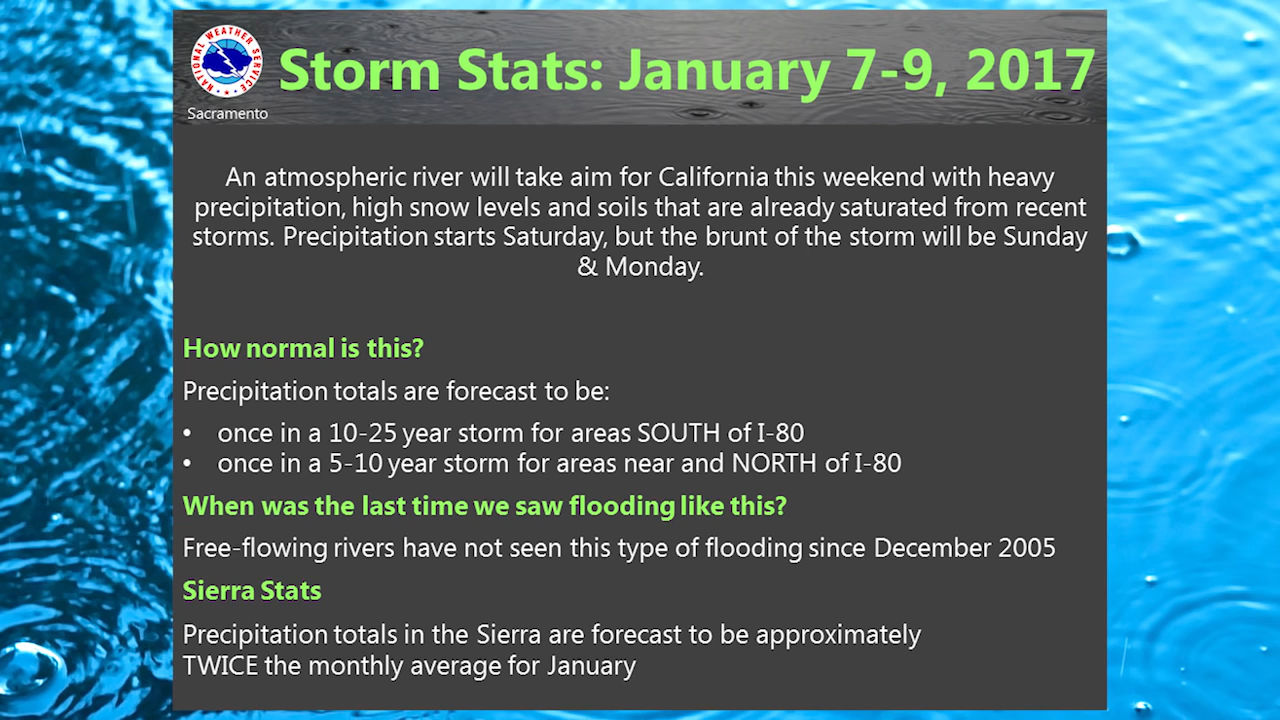 NATIONAL WEATHER SERVICE
Sacramento
Storm Stats: January 7-9, 2017
An atmospheric river will take aim for California this weekend with heavy
precipitation, high snow levels and soils that are already saturated from recent
storms. Precipitation starts Saturday, but the brunt of the storm will be Sunday
& Monday.
How normal is this?
Precipitation totals are forecast to be:
• once in a 10-25 year storm for areas SOUTH of I-80
• once in a 5-10 year storm for areas near and NORTH of I-80
When was the last time we saw flooding like this?
Free-flowing rivers have not seen this type of flooding since December 2005
Sierra Stats
Precipitation totals in the Sierra are forecast to be approximately
TWICE the monthly average for January